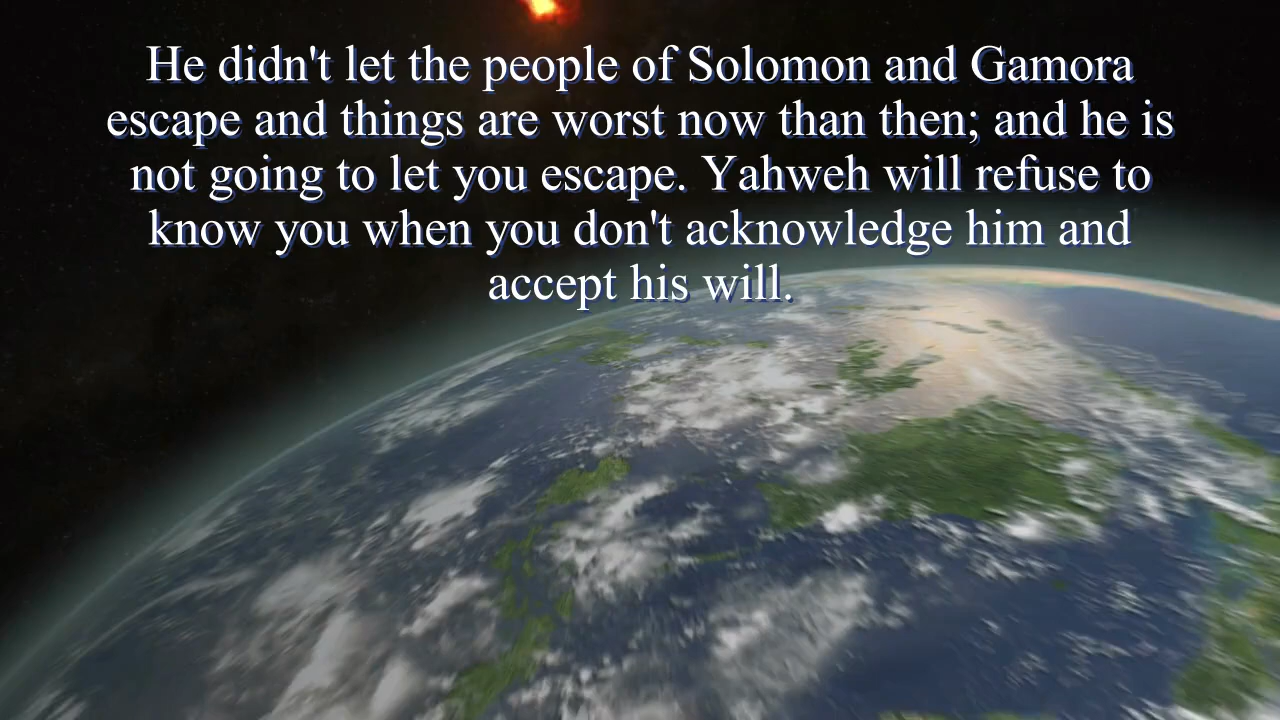 He didn't let the people of Solomon and Gamora
escape and things are worst now than then; and he is
not going to let you escape. Yahweh will refuse to
know you when you don't acknowledge him and
accept his will.